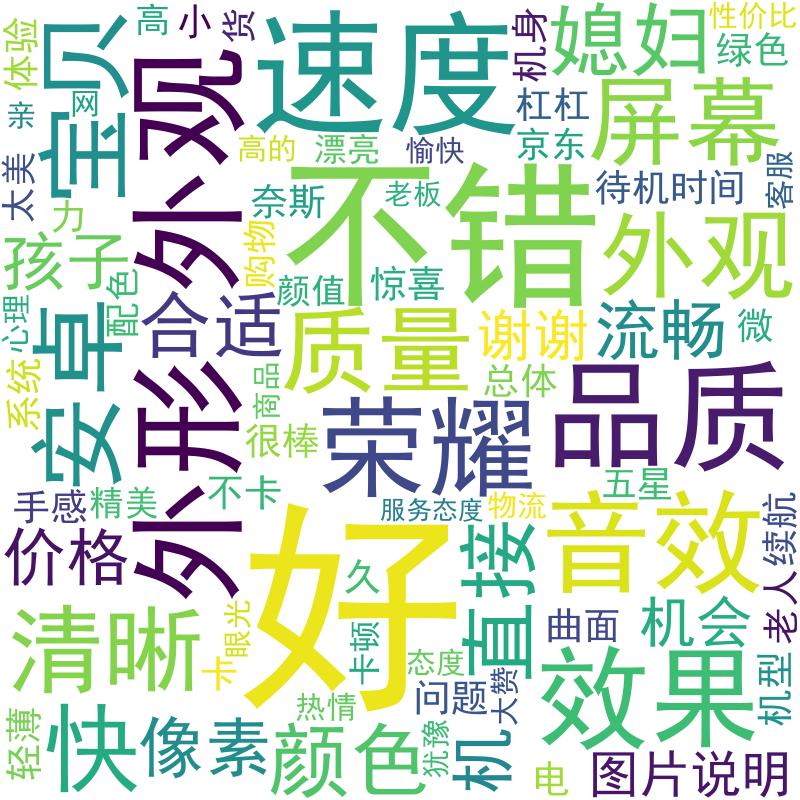 体验
高
小
货
速度
机身
媳妇
性价比
绿色
宝贝
外形外观
亲
网
杠杠
屏幕
高的
漂亮
愉快
京东
太美
不错
奈斯
老板
待机时间
客服
力
孩子
购物
外观
颜值
惊喜
配色
心理
合适
质量
谢谢
流畅
微
安卓
系统
商品
总体
品质
荣耀
很棒
不卡
五星
手感
精美
服务态度
物流
音效
续航
价格
好
直接
久
老人
清晰
眼光
卡
卡顿
态度
曲面
机会
效果
机型
问题
大赞
热情
轻薄
快
像素
颜色
犹豫
机
电
图片说明